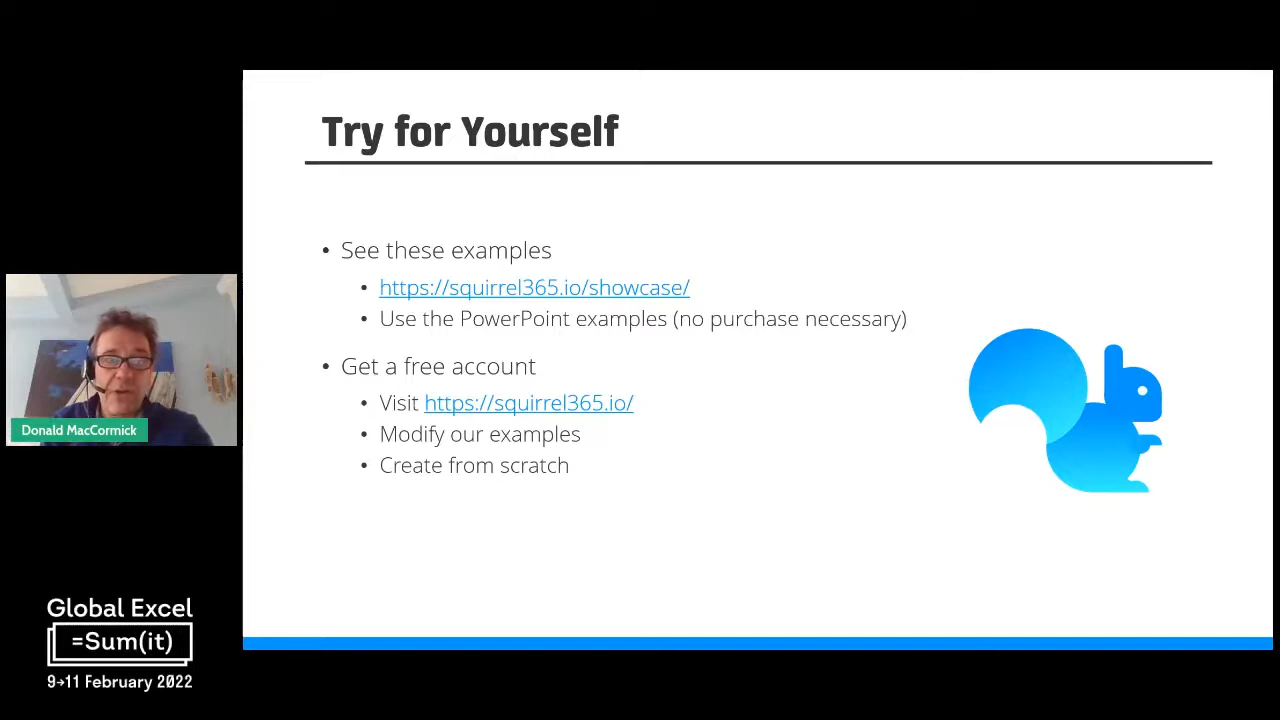 Try for Yourself
• See these examples
• https://squirrel365.io/showcase/
• Use the PowerPoint examples (no purchase necessary)
• Get a free account
• Visit https://squirrel365.io/
• Modify our examples
• Create from scratch
Donald MacCormick
Global Excel
=Sum(it)
9→11 February 2022